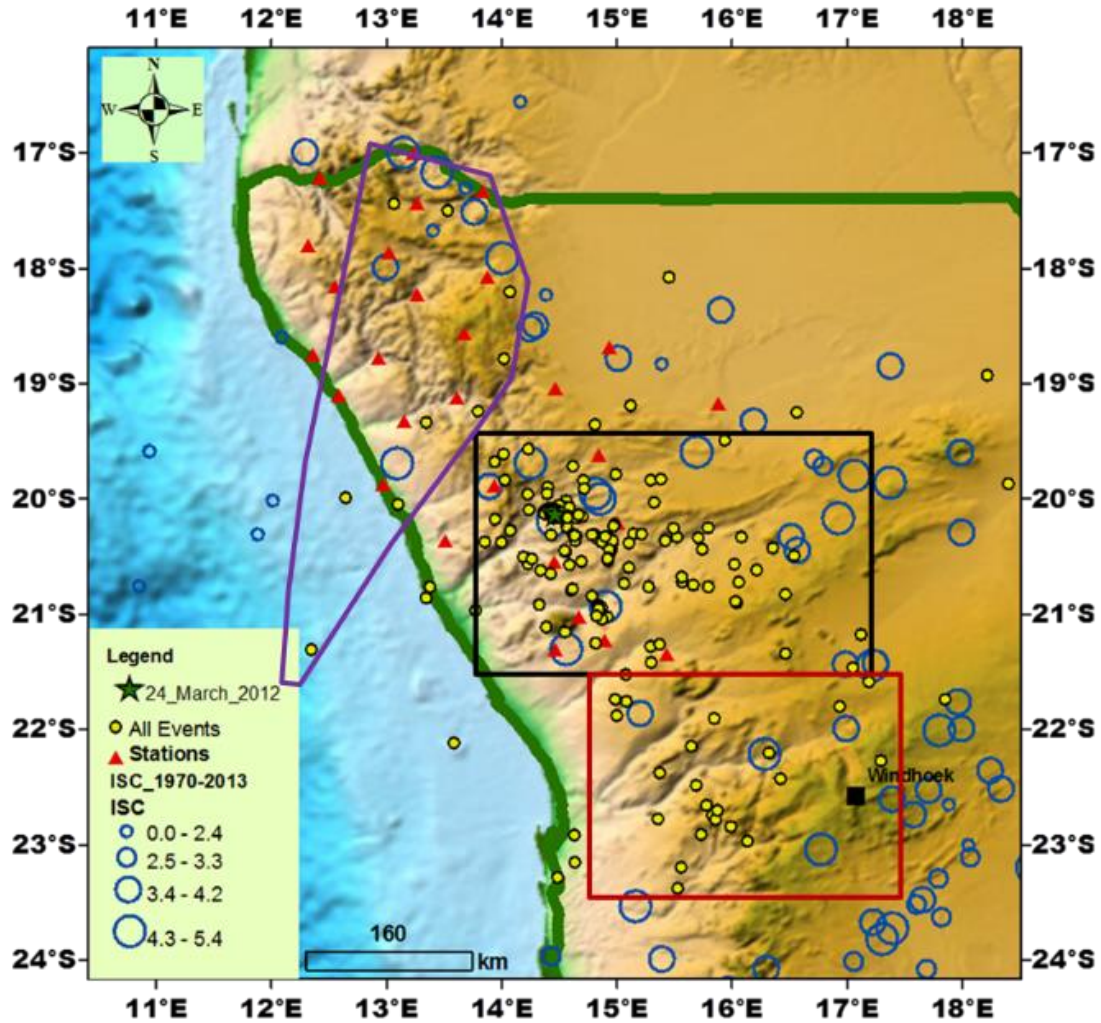 11°E 12°E 13°E 14°E 15°E 16°E 17°E 18°E
N
W E
S
17°S 17°S
18°S 18°S
19°S 19°S
20°S 20°S
21°S 21°S
22°S 22°S
23°S 23°S
24°S 24°S
Windhoek
Legend
24_March_2012
All Events
Stations
ISC_1970-2013
ISC
0.0 - 2.4
2.5 - 3.3
3.4 - 4.2
4.3 - 5.4
160
km
11°E 12°E 13°E 14°E 15°E 16°E 17°E 18°E